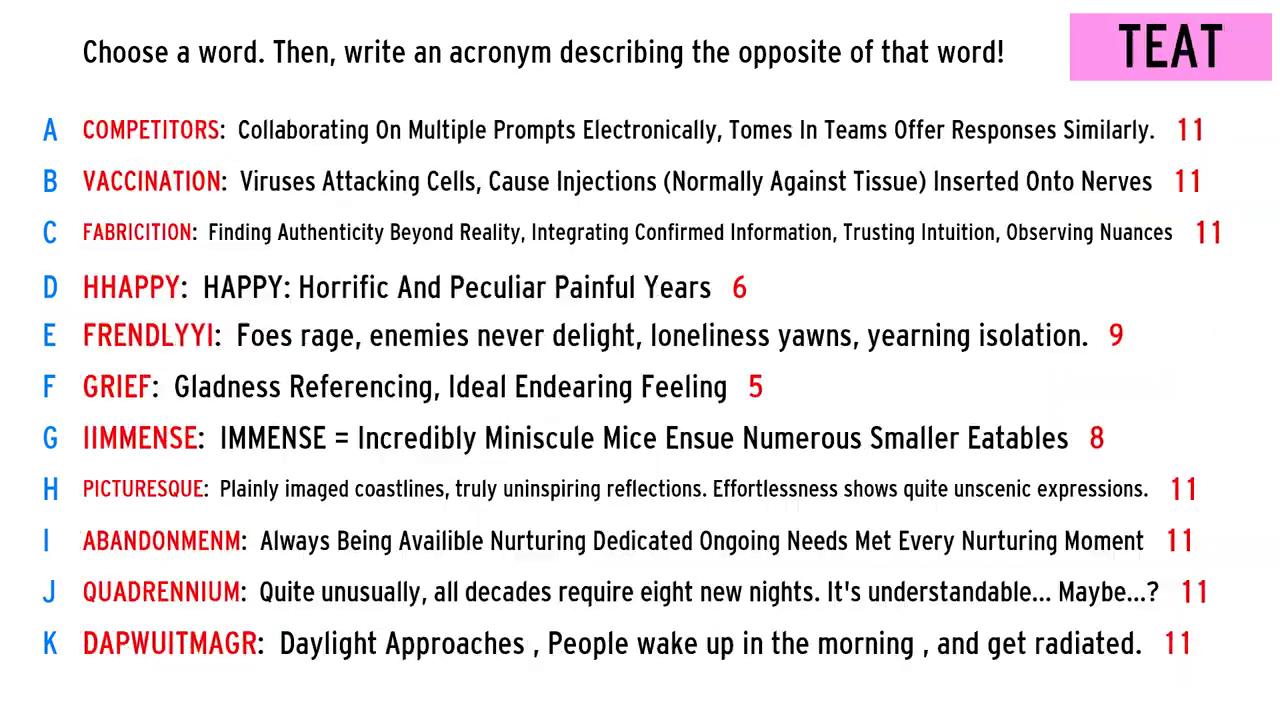 Choose a word. Then, write an acronym describing the opposite of that word!
TEAT
A COMPETITORS: Collaborating On Multiple Prompts Electronically, Tomes In Teams Offer Responses Similarly. 11
B VACCINATION: Viruses Attacking Cells, Cause Injections (Normally Against Tissue) Inserted Onto Nerves 11
C FABRICITION: Finding Authenticity Beyond Reality, Integrating Confirmed Information, Trusting Intuition, Observing Nuances 11
D HHAPPY: HAPPY: Horrific And Peculiar Painful Years 6
E FRENDLYYI: Foes rage, enemies never delight, loneliness yawns, yearning isolation. 9
F GRIEF: Gladness Referencing, Ideal Endearing Feeling 5
G IIMMENSE: IMMENSE = Incredibly Miniscule Mice Ensue Numerous Smaller Eatables 8
H PICTURESQUE: Plainly imaged coastlines, truly uninspiring reflections. Effortlessness shows quite unscenic expressions. 11
I ABANDONMENM: Always Being Availible Nurturing Dedicated Ongoing Needs Met Every Nurturing Moment 11
J QUADRENNIUM: Quite unusually, all decades require eight new nights. It's understandable... Maybe...? 11
K DAPWUITMAGR: Daylight Approaches , People wake up in the morning , and get radiated. 11